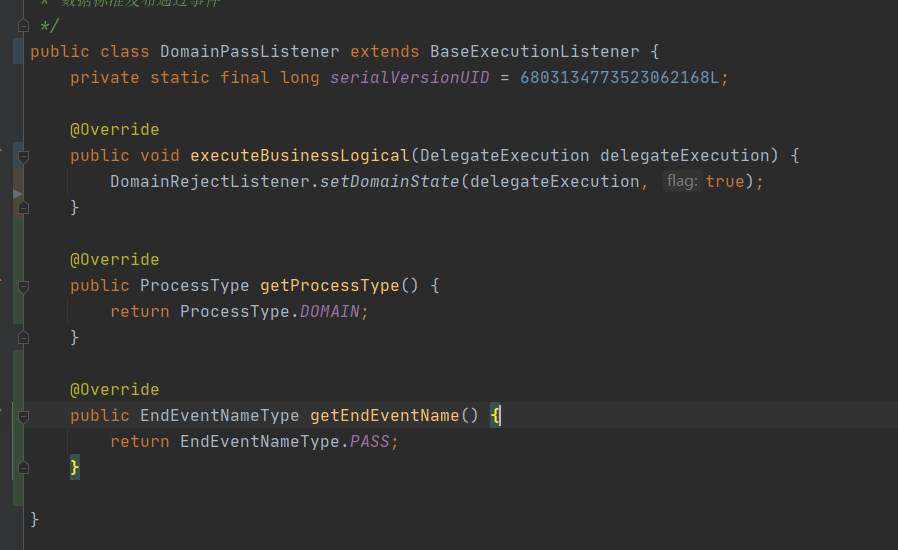 * 数据标准发布通过事件
*/
public class DomainPassListener extends BaseExecutionListener {
private static final long serialVersionUID = 6803134773523062168L;
@Override
public void executeBusinessLogical(DelegateExecution delegateExecution) {
DomainRejectListener.setDomainState(delegateExecution, flag: true);
}
@Override
public ProcessType getProcessType() {
return ProcessType.DOMAIN;
}
@Override
public EndEventNameType getEndEventName() {
return EndEventNameType.PASS;
}
}